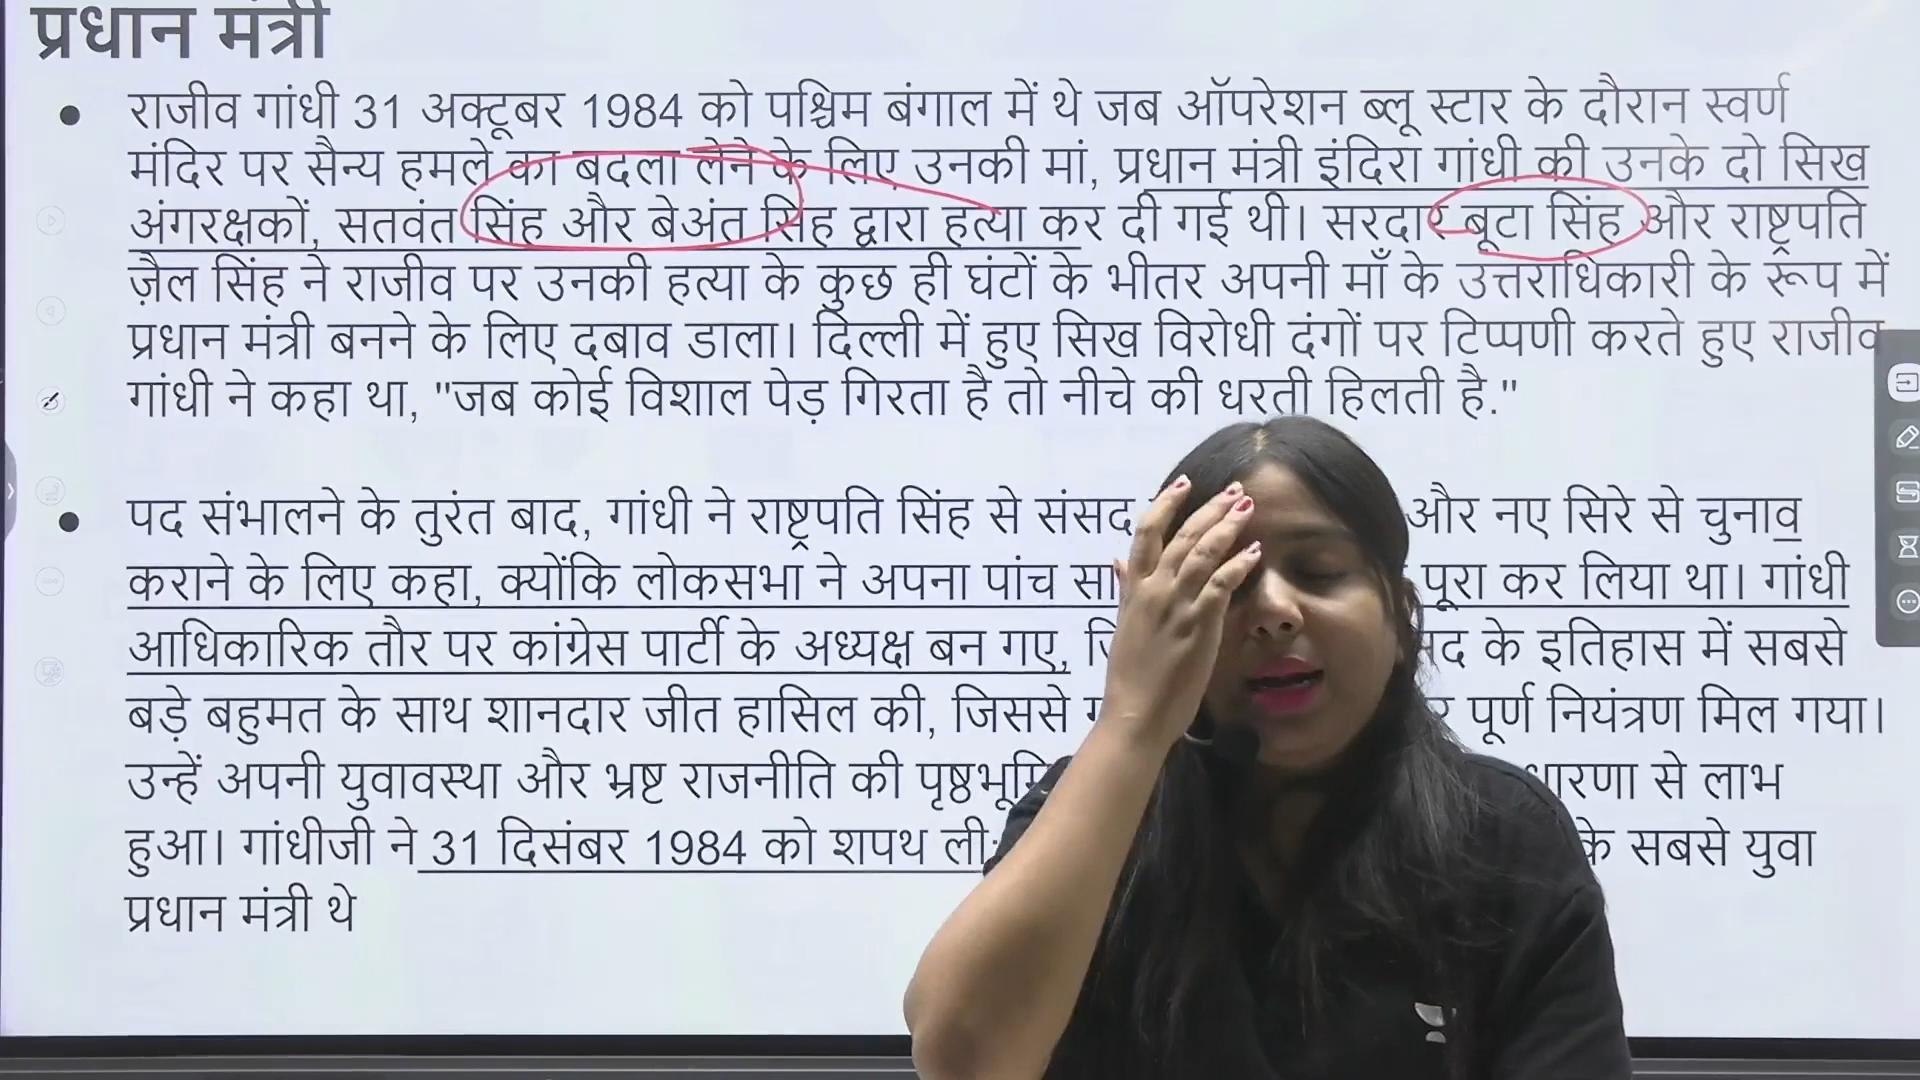 प्रधान मंत्री
राजीव गांधी 31 अक्टूबर 1984 को पश्चिम बंगाल में थे जब ऑपरेशन ब्लू स्टार के दौरान स्वर्ण
मंदिर पर सैन्य हमले का बदला लेने के लिए उनकी मां, प्रधान मंत्री इंदिरा गांधी की उनके दो सिख
अंगरक्षकों, सतवंत सिंह और बेअंत सिंह द्वारा हत्या कर दी गई थी। सरदार बूटा सिंह और राष्ट्रपति
ज़ैल सिंह ने राजीव पर उनकी हत्या के कुछ ही घंटों के भीतर अपनी माँ के उत्तराधिकारी के रूप में
प्रधान मंत्री बनने के लिए दबाव डाला। दिल्ली में हुए सिख विरोधी दंगों पर टिप्पणी करते हुए राजीव
गांधी ने कहा था, "जब कोई विशाल पेड़ गिरता है तो नीचे की धरती हिलती है."
पद संभालने के तुरंत बाद, गांधी ने राष्ट्रपति सिंह से संसद और नए सिरे से चुनाव
कराने के लिए कहा, क्योंकि लोकसभा ने अपना पांच पूरा कर लिया था। गांधी
आधिकारिक तौर पर कांग्रेस पार्टी के अध्यक्ष बन गए, के इतिहास में सबसे
बड़े बहुमत के साथ शानदार जीत हासिल की, जिससे पूर्ण नियंत्रण मिल गया।
उन्हें अपनी युवावस्था और भ्रष्ट राजनीति की से लाभ
हुआ। गांधीजी ने 31 दिसंबर 1984 को शपथ ली; के सबसे युवा
प्रधान मंत्री थे